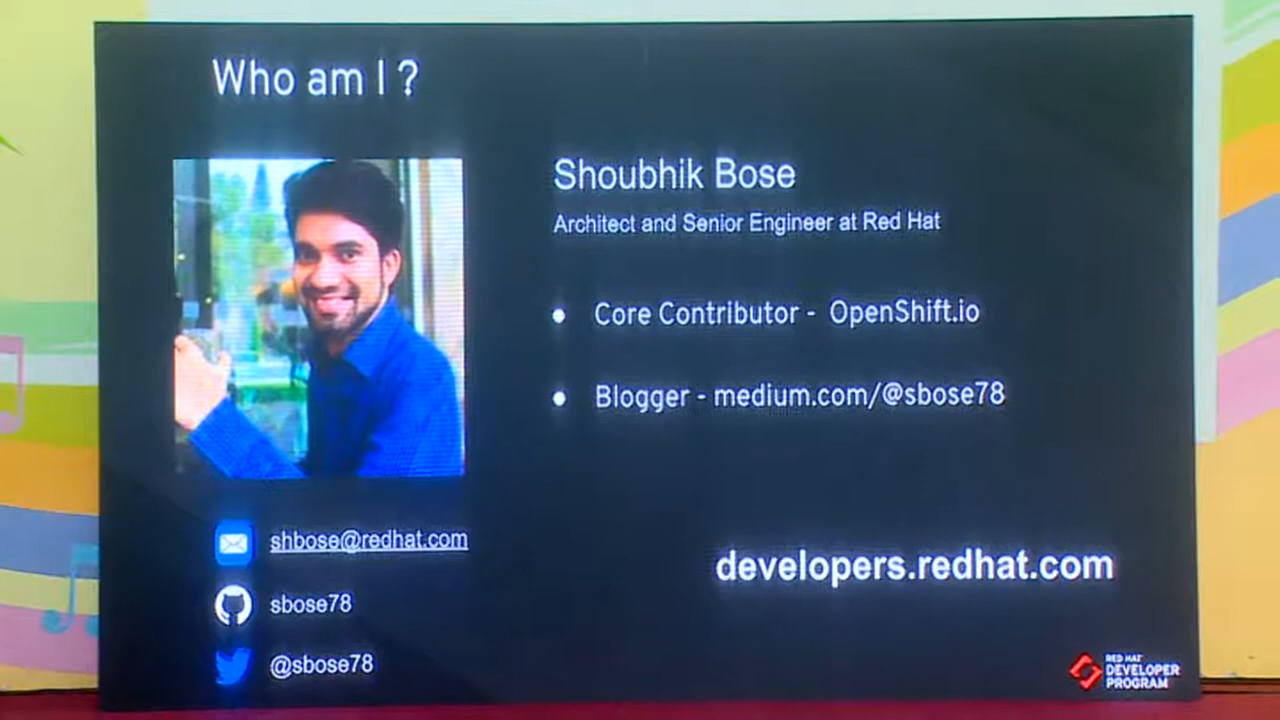 Who am I ?
Shoubhik Bose
Architect and Senior Engineer at Red Hat
• Core Contributor - OpenShift.io
• Blogger - medium.com/@sbose78
shbose@redhat.com
sbose78
@sbose78
developers.redhat.com
RED HAT
DEVELOPER
PROGRAM